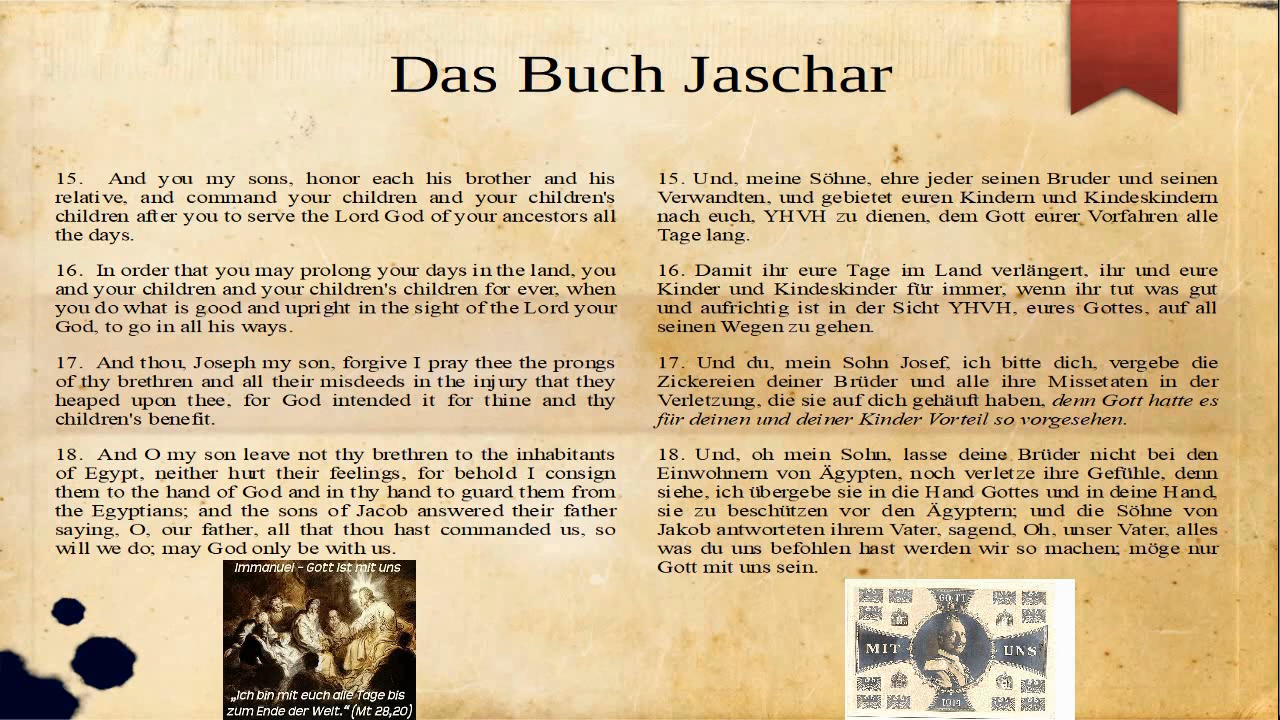 Das Buch Jaschar
15. And you my sons, honor each his brother and his
relative, and command your children and your children's
children after you to serve the Lord God of your ancestors all
the days.
16. In order that you may prolong your days in the land, you
and your children and your children's children for ever, when
you do what is good and upright in the sight of the Lord your
God, to go in all his ways.
17. And thou, Joseph my son, forgive I pray thee the prongs
of thy brethren and all their misdeeds in the injury that they
heaped upon thee, for God intended it for thine and thy
children's benefit.
18. And O my son leave not thy brethren to the inhabitants
of Egypt, neither hurt their feelings, for behold I consign
them to the hand of God and in thy hand to guard them from
the Egyptians; and the sons of Jacob answered their father
saying, O, our father, all that thou hast commanded us, so
will we do; may God only be with us.
Immanuel - Gott ist mit uns
„Ich bin mit euch alle Tage bis
zum Ende der Welt.“ (Mt 28,20)
15. Und, meine Söhne, ehre jeder seinen Bruder und seinen
Verwandten, und gebietet euren Kindern und Kindeskindern
nach euch, YHVH zu dienen, dem Gott eurer Vorfahren alle
Tage lang.
16. Damit ihr eure Tage im Land verlängert, ihr und eure
Kinder und Kindeskinder für immer, wenn ihr tut was gut
und aufrichtig ist in der Sicht YHVH, eures Gottes, auf all
seinen Wegen zu gehen.
17. Und du, mein Sohn Josef, ich bitte dich, vergebe die
Zickereien deiner Brüder und alle ihre Missetaten in der
Verletzung, die sie auf dich gehäuft haben, denn Gott hatte es
für deinen und deiner Kinder Vorteil so vorgesehen.
18. Und, oh mein Sohn, lasse deine Brüder nicht bei den
Einwohnern von Ägypten, noch verletze ihre Gefühle, denn
siehe, ich übergebe sie in die Hand Gottes und in deine Hand,
sie zu beschützen vor den Ägyptern; und die Söhne von
Jakob antworteten ihrem Vater, sagend, Oh, unser Vater, alles
was du uns befohlen hast werden wir so machen; möge nur
Gott mit uns sein.
GOTT
MIT UNS
1914